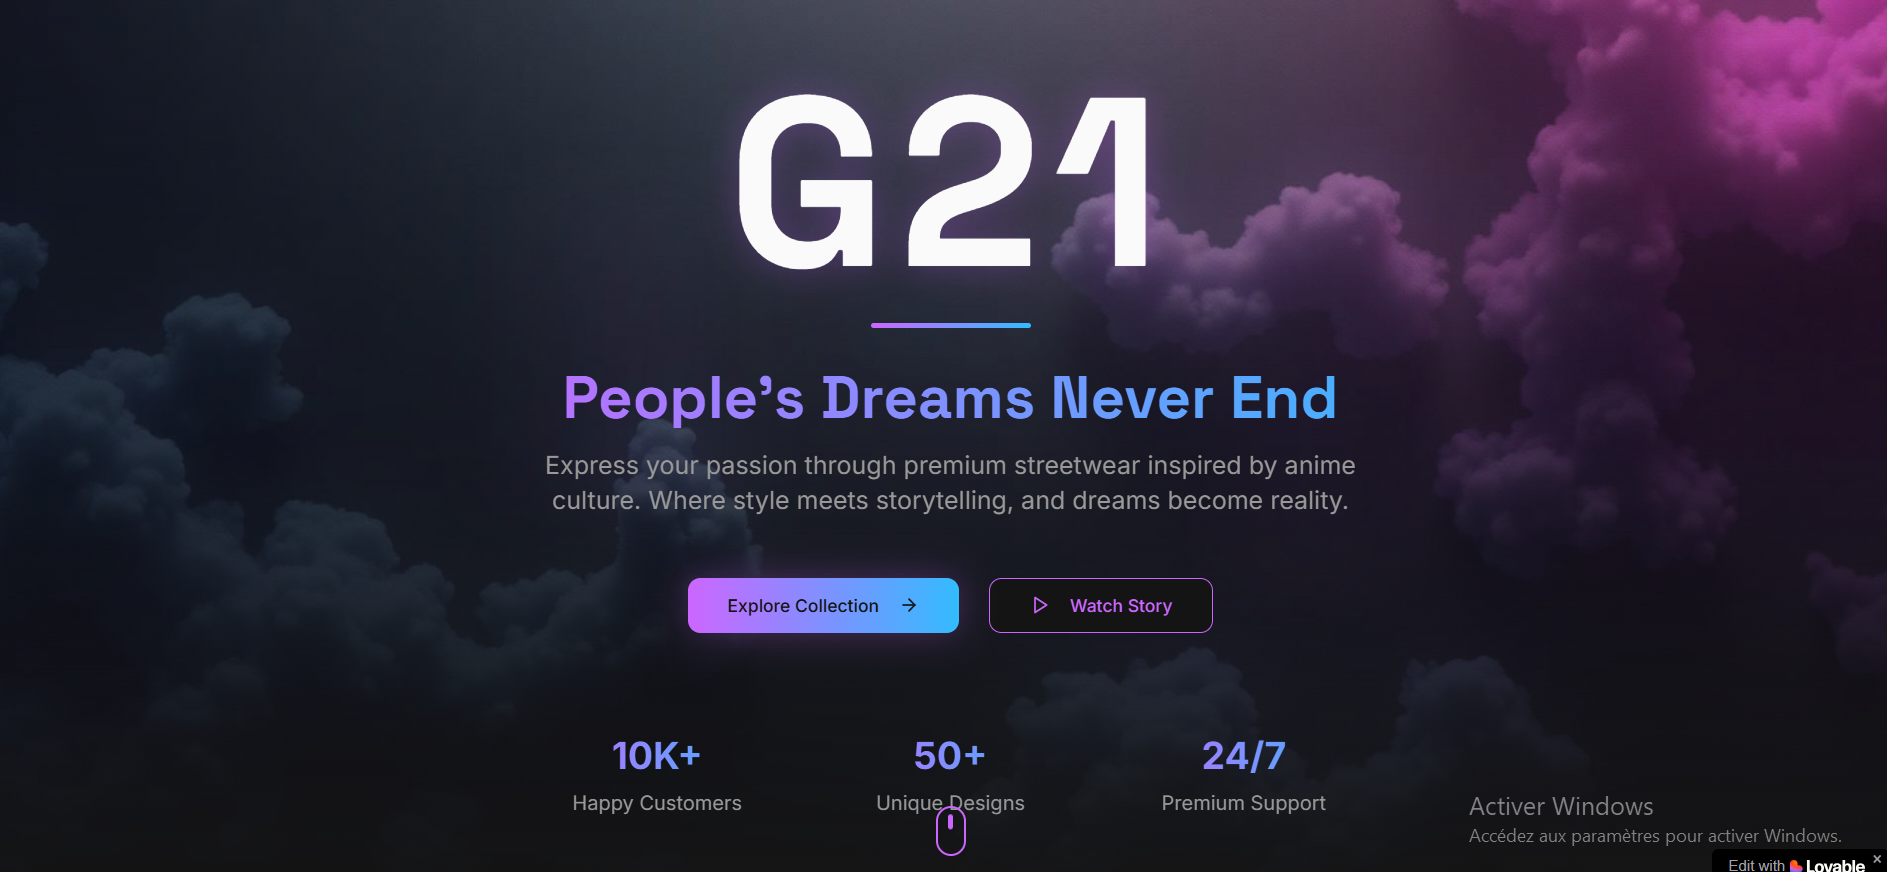 G21
People's Dreams Never End
Express your passion through premium streetwear inspired by anime
culture. Where style meets storytelling, and dreams become reality.
Explore Collection
Watch Story
10K+
50+
24/7
Happy Customers
Unique Designs
Premium Support
Activer Windows
Accédez aux paramètres pour activer Windows.
Edit with Lovable